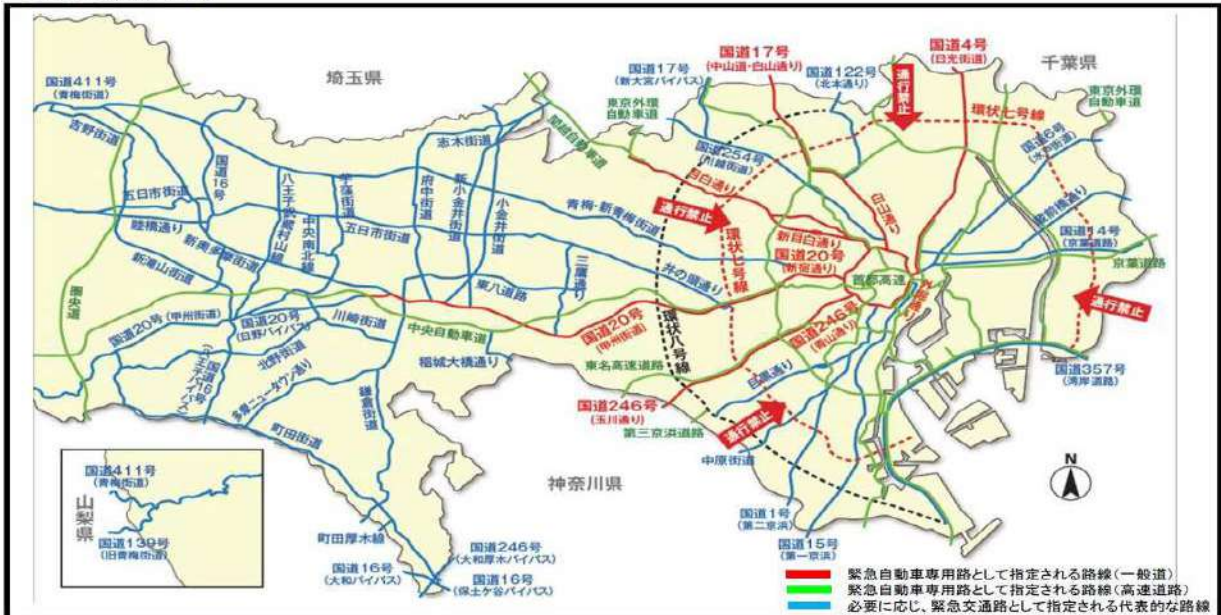 埼玉県
千葉県
神奈川県
山梨県
国道411号
(青梅街道)
吉野街道
国道16号
五日市街道
睦橋通り
新奥多摩街道
新滝山街道
圏央道
八王子武蔵村山線
芋窪街道
中央南北線
五日市街道
府中街道
新小金井街道
小金井街道
志木街道
関越自動車道
東京外環
自動車道
国道17号
(新大宮バイパス)
国道17号
(中山道・白山通り)
国道122号
(北本通り)
国道4号
(日光街道)
通行禁止
環状七号線
東京外環
自動車道
国道6号
(水戸街道)
蔵前橋通り
国道14号
(京葉道路)
京葉道路
通行禁止
国道357号
(湾岸道路)
国道254号
(川越街道)
目白通り
白山通り
通行禁止
環状七号線
新目白通り
国道20号
(新宿通り)
首都高速
外堀通り
青梅・新青梅街道
井の頭通り
三鷹通り
東八道路
国道20号
(甲州街道)
環状八号線
国道246号
(青山通り)
目黒通り
東名高速道路
国道246号
(玉川通り)
第三京浜道路
通行禁止
中原街道
国道1号
(第二京浜)
国道15号
(第一京浜)
中央自動車道
稲城大橋通り
川崎街道
国道20号
(日野バイパス)
国道20号(甲州街道)
北野街道
国道16号
(八王子バイパス)
多摩ニュータウン通り
鎌倉街道
町田街道
町田厚木線
国道16号
(大和バイパス)
国道246号
(大和厚木バイパス)
国道16号
(保土ケ谷バイパス)
国道411号
(青梅街道)
国道139号
(旧青梅街道)
N
緊急自動車専用路として指定される路線(一般道)
緊急自動車専用路として指定される路線(高速道路)
必要に応じ、緊急交通路として指定される代表的な路線